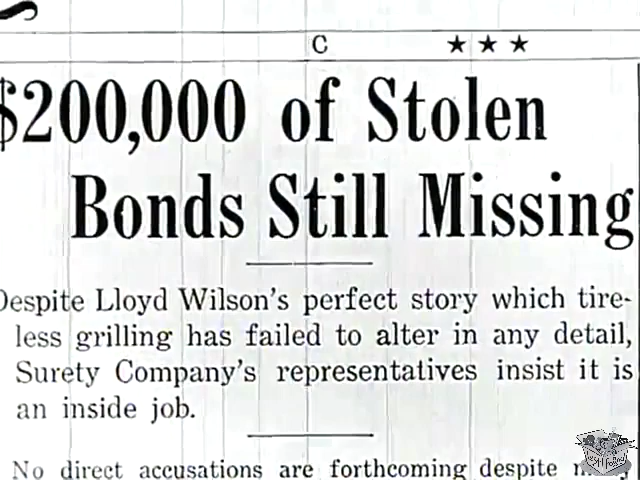 C ★ ★ ★
$200,000 of Stolen
Bonds Still Missing
Despite Lloyd Wilson's perfect story which tire-
less grilling has failed to alter in any detail,
Surety Company's representatives insist it is
an inside job.
No direct accusations are forthcoming despite